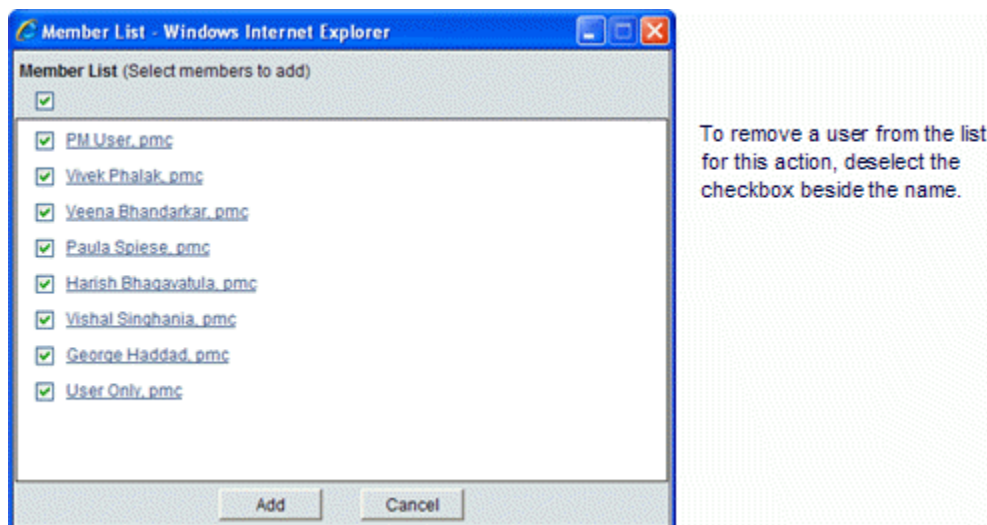 Member List - Windows Internet Explorer
Member List (Select members to add)
PM User, pmc
Vivek Phalak, pmc
Veena Bhandarkar, pmc
Paula Spiese, pmc
Harish Bhagavatula, pmc
Vishal Singhania, pmc
George Haddad, pmc
User Only, pmc
Add Cancel
To remove a user from the list
for this action, deselect the
checkbox beside the name.